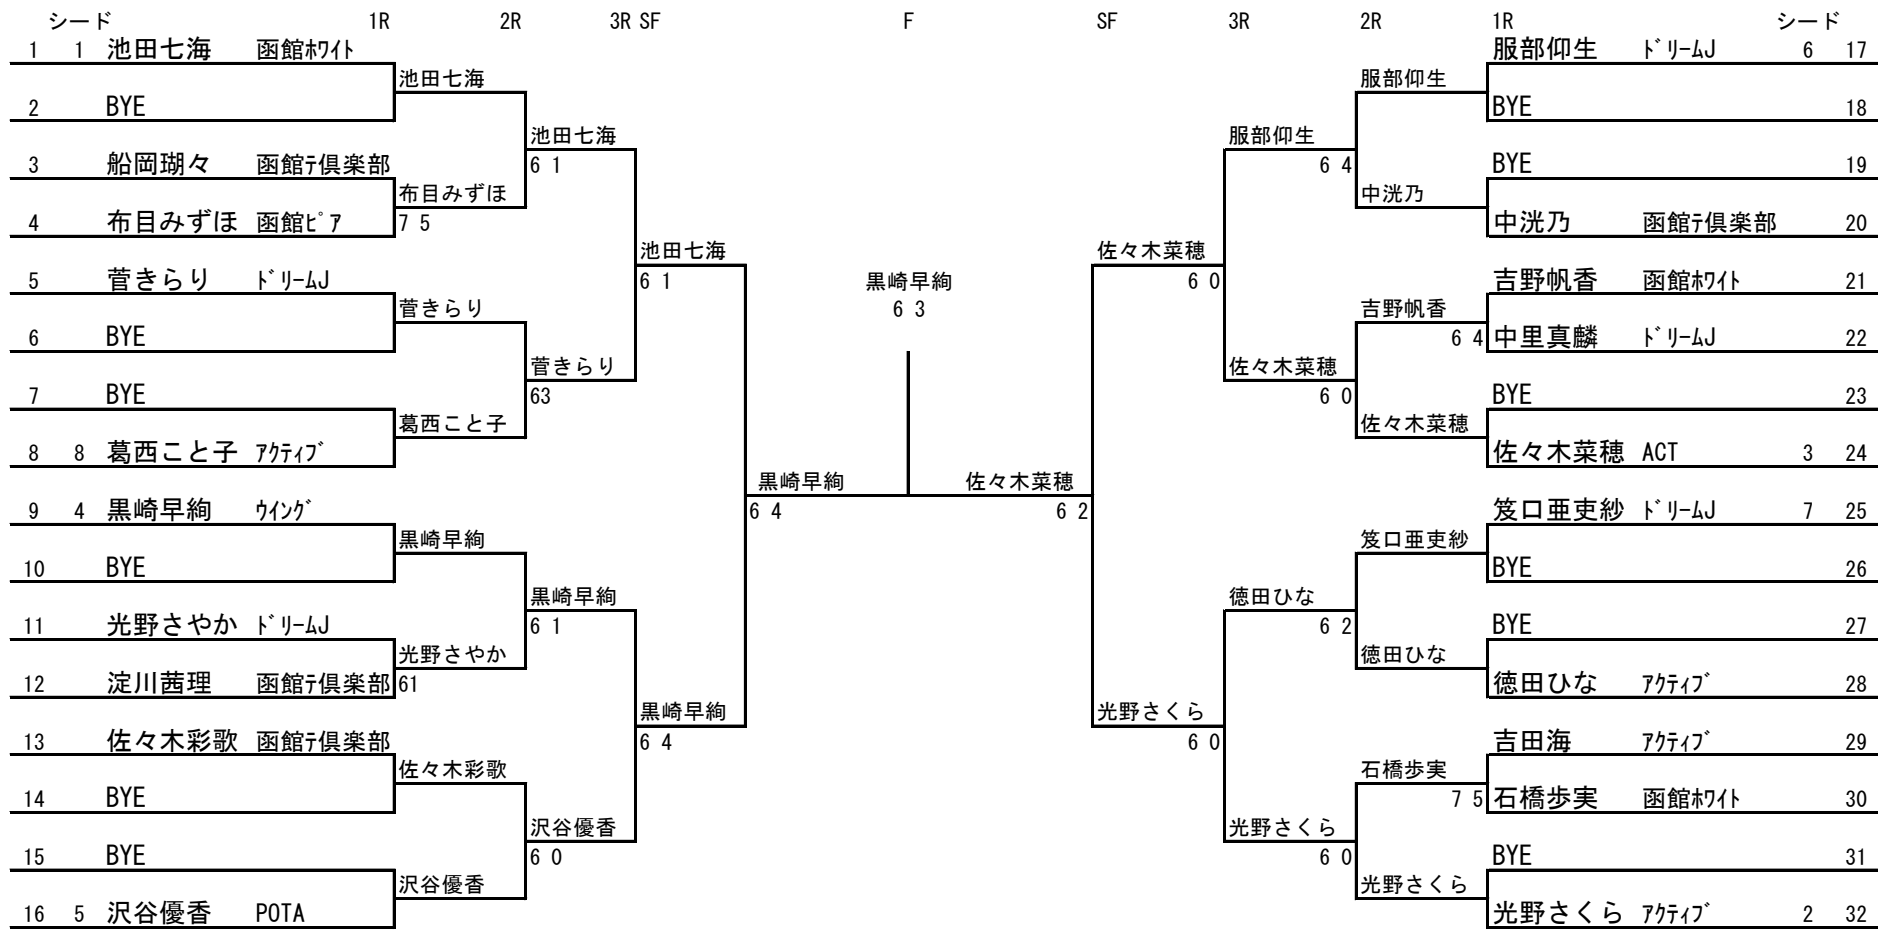 シード 1R 2R 3R SF F SF 3R 2R 1R シード
1 1 池田七海 函館ﾎﾜｲﾄ
池田七海
2 BYE
池田七海
6 1
3 船岡瑚々 函館ﾃ倶楽部
布目みずほ
7 5
4 布目みずほ 函館ﾋﾟｱ
池田七海
6 1
5 菅きらり ﾄﾞﾘｰﾑJ
菅きらり
6 BYE
菅きらり
63
7 BYE
葛西こと子
8 8 葛西こと子 ｱｸﾃｨﾌﾞ
黒崎早絢
6 4
9 4 黒崎早絢 ｳｲﾝｸﾞ
黒崎早絢
10 BYE
黒崎早絢
6 1
11 光野さやか ﾄﾞﾘｰﾑJ
光野さやか
61
12 淀川茜理 函館ﾃ倶楽部
黒崎早絢
6 4
13 佐々木彩歌 函館ﾃ倶楽部
佐々木彩歌
14 BYE
沢谷優香
6 0
15 BYE
沢谷優香
16 5 沢谷優香 POTA
黒崎早絢
6 3
服部仰生 ﾄﾞﾘｰﾑJ 6 17
服部仰生
BYE 18
服部仰生
6 4
BYE 19
中洸乃
中洸乃 函館ﾃ倶楽部 20
佐々木菜穂
6 0
吉野帆香 函館ﾎﾜｲﾄ 21
吉野帆香
6 4
中里真麟 ﾄﾞﾘｰﾑJ 22
佐々木菜穂
6 0
BYE 23
佐々木菜穂
佐々木菜穂 ACT 3 24
佐々木菜穂
6 2
笈口亜吏紗 ﾄﾞﾘｰﾑJ 7 25
笈口亜吏紗
BYE 26
徳田ひな
6 2
BYE 27
徳田ひな
徳田ひな ｱｸﾃｨﾌﾞ 28
光野さくら
6 0
吉田海 ｱｸﾃｨﾌﾞ 29
石橋歩実
7 5
石橋歩実 函館ﾎﾜｲﾄ 30
光野さくら
6 0
BYE 31
光野さくら
光野さくら ｱｸﾃｨﾌﾞ 2 32